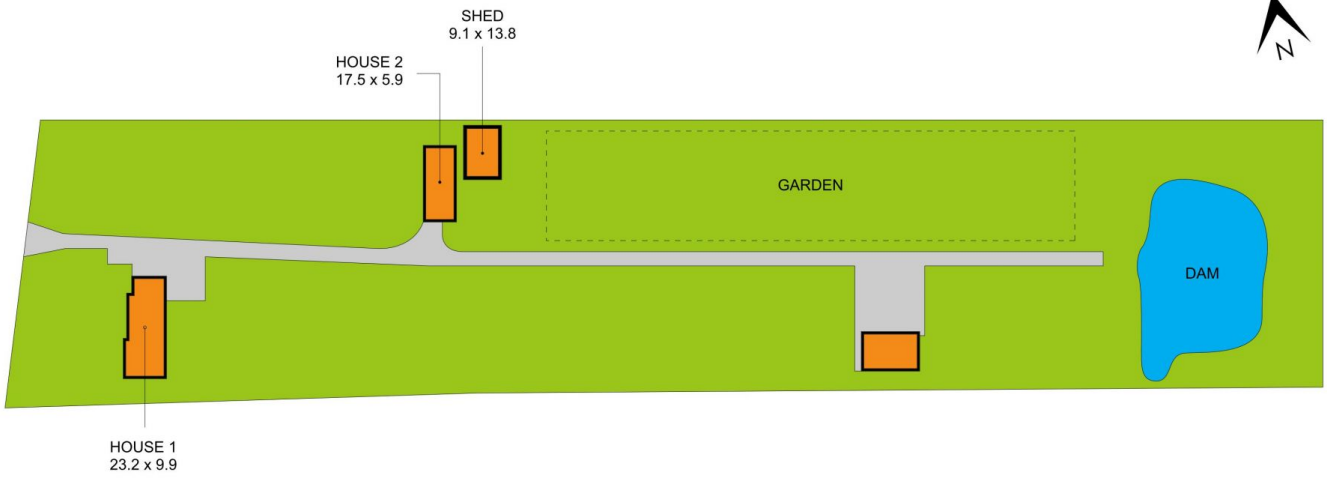 SHED
9.1 x 13.8
HOUSE 2
17.5 x 5.9
N
GARDEN
DAM
HOUSE 1
23.2 x 9.9